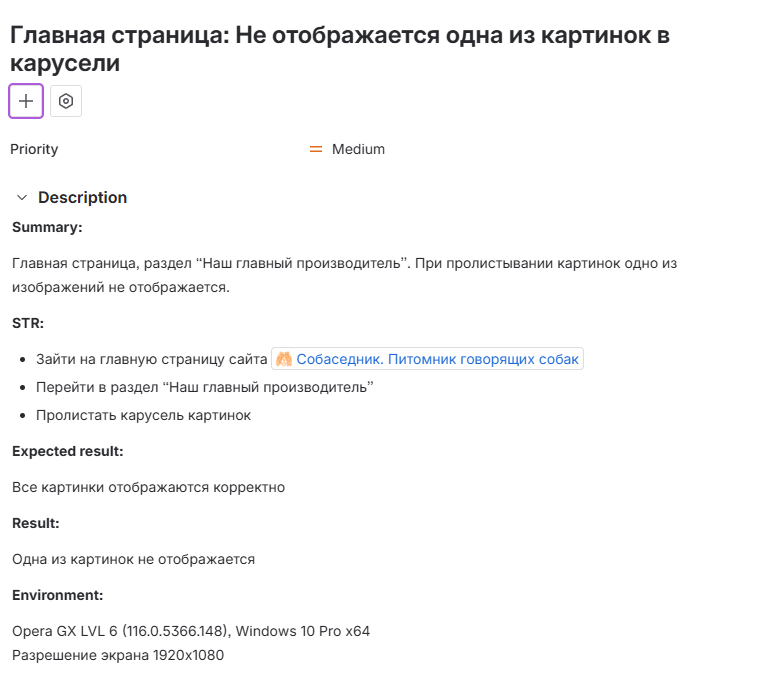 Главная страница: Не отображается одна из картинок в
карусели
Priority
Medium
Description
Summary:
Главная страница, раздел “Наш главный производитель”. При пролистывании картинок одно из
изображений не отображается.
STR:
Зайти на главную страницу сайта Собаседник. Питомник говорящих собак
Перейти в раздел “Наш главный производитель”
Пролистать карусель картинок
Expected result:
Все картинки отображаются корректно
Result:
Одна из картинок не отображается
Environment:
Opera GX LVL 6 (116.0.5366.148), Windows 10 Pro x64
Разрешение экрана 1920x1080